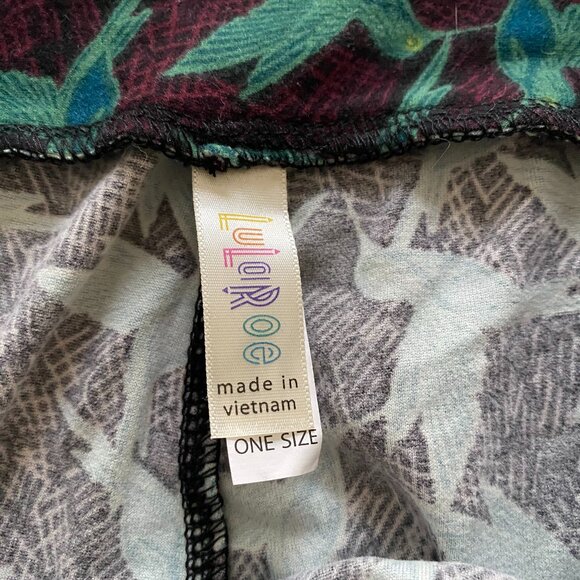 LuLaRoe
made in
vietnam
ONE SIZE